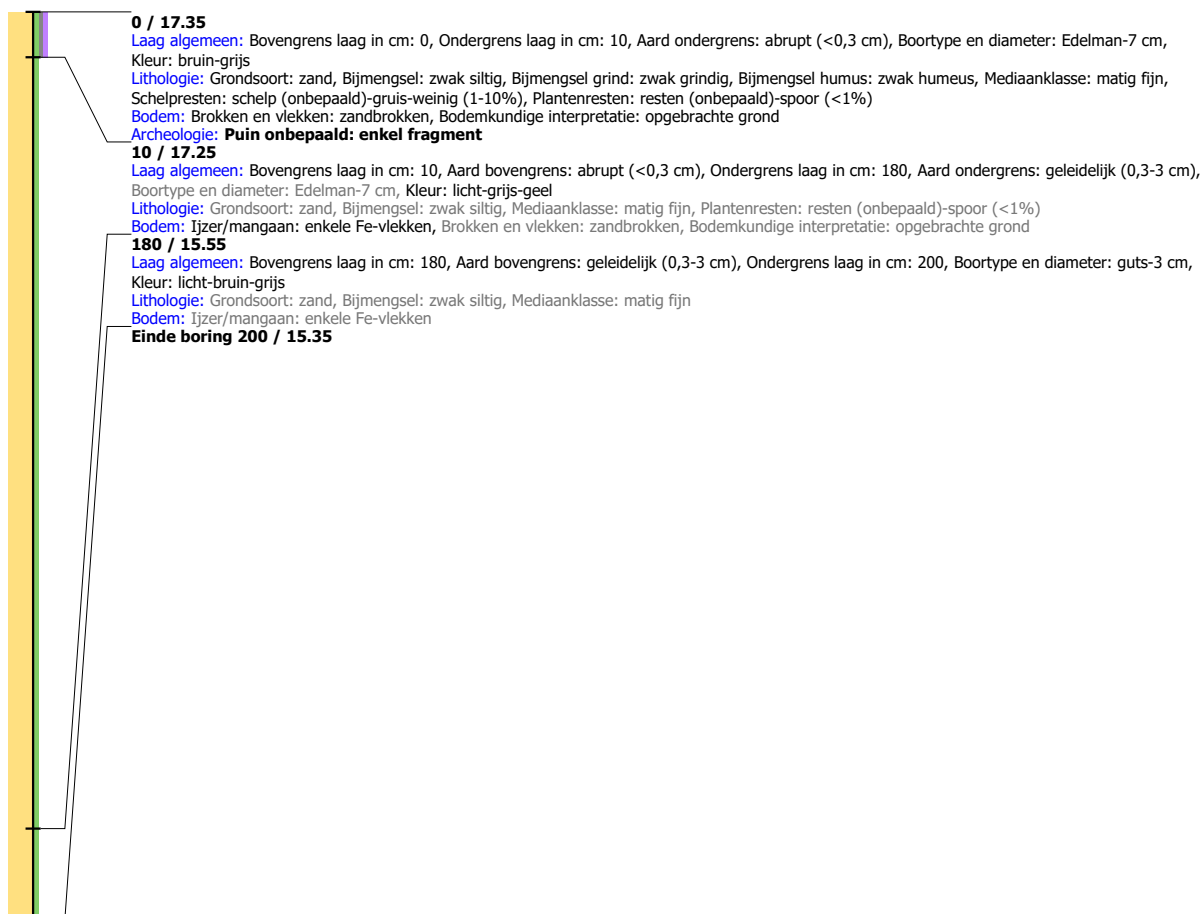 0 / 17.35
Laag algemeen: Bovengrens laag in cm: 0, Ondergrens laag in cm: 10, Aard ondergrens: abrupt (<0,3 cm), Boortype en diameter: Edelman-7 cm,
Kleur: bruin-grijs
Lithologie: Grondsoort: zand, Bijmengsel: zwak siltig, Bijmengsel grind: zwak grindig, Bijmengsel humus: zwak humeus, Mediaanklasse: matig fijn,
Schelpresten: schelp (onbepaald)-gruis-weinig (1-10%), Plantenresten: resten (onbepaald)-spoor (<1%)
Bodem: Brokken en vlekken: zandbrokken, Bodemkundige interpretatie: opgebrachte grond
Archeologie: Puin onbepaald: enkel fragment
10 / 17.25
Laag algemeen: Bovengrens laag in cm: 10, Aard bovengrens: abrupt (<0,3 cm), Ondergrens laag in cm: 180, Aard ondergrens: geleidelijk (0,3-3 cm),
Boortype en diameter: Edelman-7 cm, Kleur: licht-grijs-geel
Lithologie: Grondsoort: zand, Bijmengsel: zwak siltig, Mediaanklasse: matig fijn, Plantenresten: resten (onbepaald)-spoor (<1%)
Bodem: Ijzer/mangaan: enkele Fe-vlekken, Brokken en vlekken: zandbrokken, Bodemkundige interpretatie: opgebrachte grond
180 / 15.55
Laag algemeen: Bovengrens laag in cm: 180, Aard bovengrens: geleidelijk (0,3-3 cm), Ondergrens laag in cm: 200, Boortype en diameter: guts-3 cm,
Kleur: licht-bruin-grijs
Lithologie: Grondsoort: zand, Bijmengsel: zwak siltig, Mediaanklasse: matig fijn
Bodem: Ijzer/mangaan: enkele Fe-vlekken
Einde boring 200 / 15.35